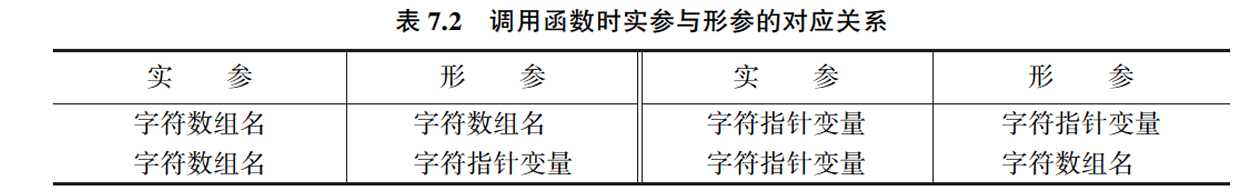 表 7.2 调用函数时实参与形参的对应关系
实 参 形 参 实 参 形 参
字符数组名 字符数组名 字符指针变量 字符指针变量
字符数组名 字符指针变量 字符指针变量 字符数组名